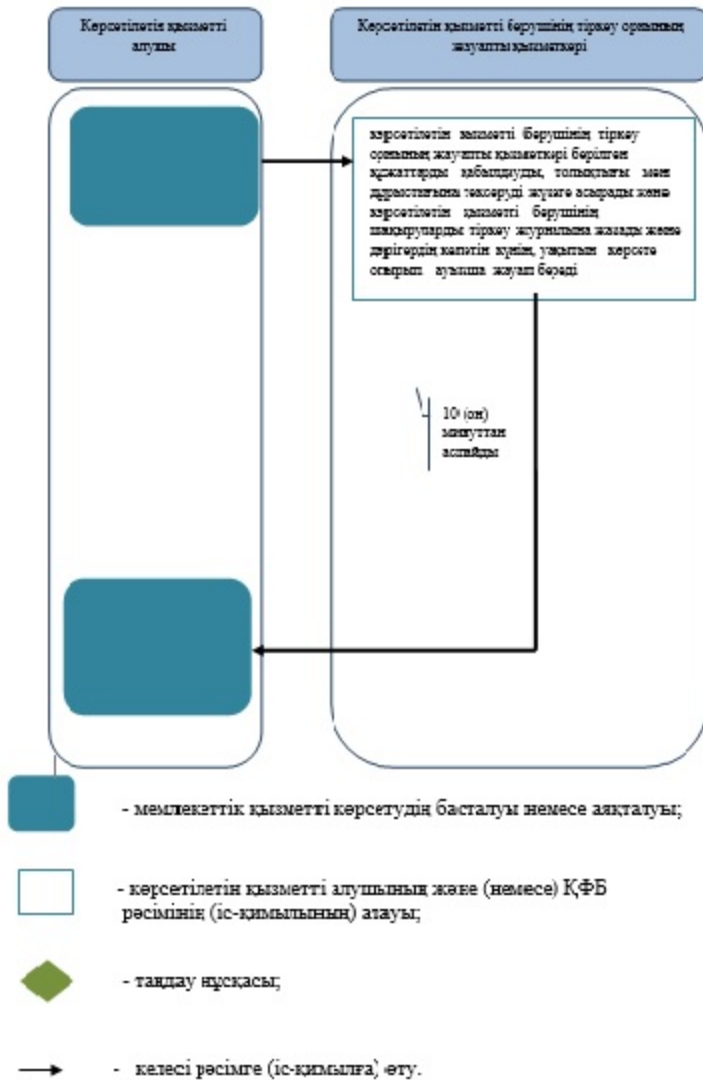 Көрсетілетін қызметті
алушы
Көрсетілетін қызметті берушінің тіркеу орнының
жауапты қызметкері
көрсетілетін қызметті берушінің тіркеу
орнының жауапты қызметкері берілген
құжаттарды қабылдауды, толықтығы мен
дұрыстығына тексеруді жүзеге асырады және
көрсетілетін қызметті берушінің
шақыруларды тіркеу журналына жазады және
дәрігердің келетін күнін, уақытын көрсете
отырып ауызша жауап береді
10 (он)
минуттан
аспайды
- мемлекеттік қызметті көрсетудің басталуы немесе аяқталуы;
- көрсетілетін қызметті алушының және (немесе) ҚФБ
рәсімінің (іс-қимылының) атауы;
- таңдау нұсқасы;
- келесі рәсімге (іс-қимылға) өту.